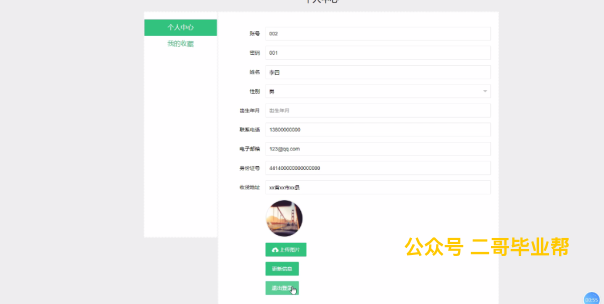 个人中心
个人中心
我的收藏
账号
002
密码
001
姓名
李四
性别
男
出生年月
出生年月
联系电话
13800000000
电子邮箱
123@qq.com
身份证号
收货地址
xx省xx市xx县
上传图片
更新信息
退出登录
公众号 二哥毕业帮